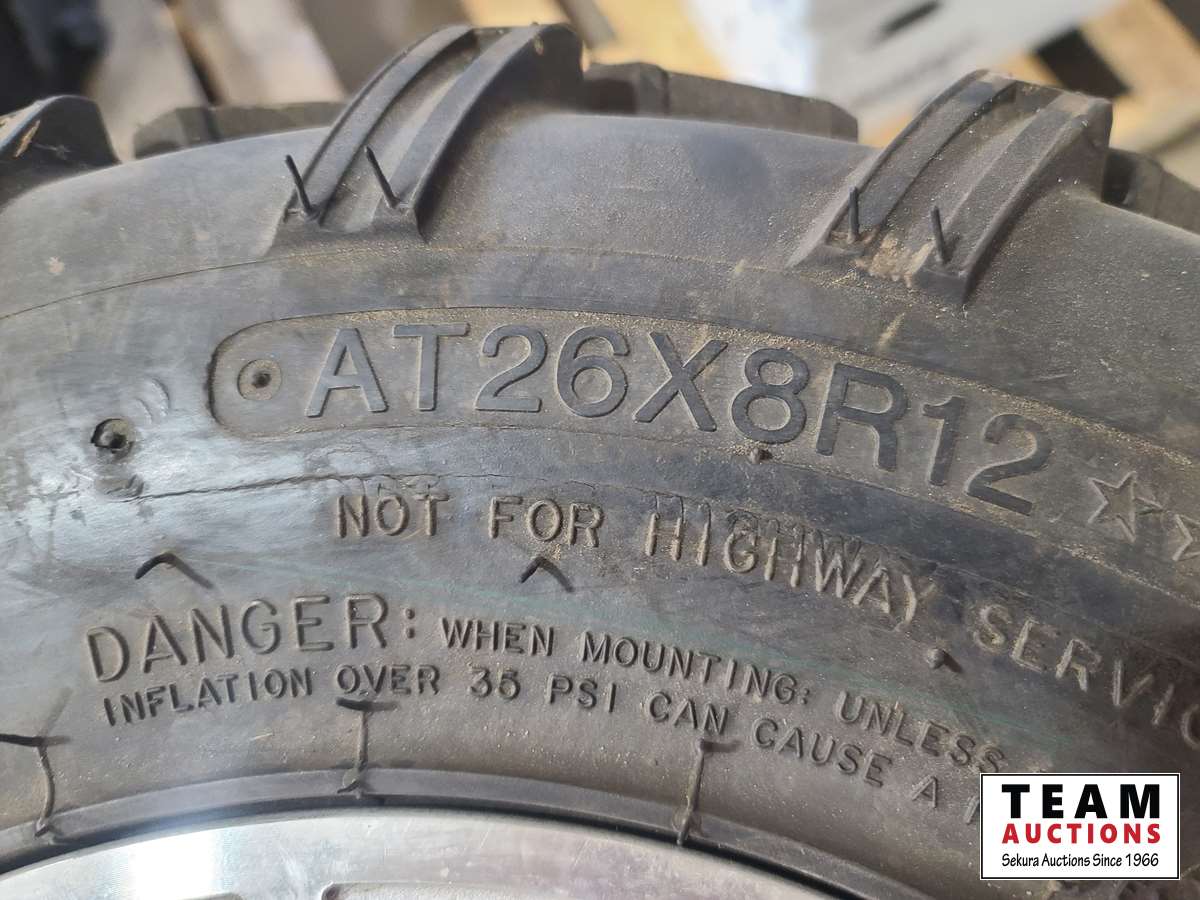 AT26X8R12 ☆
NOT FOR HIGHWAY
DANGER: WHEN MOUNTING: UNLESS
INFLATION OVER 35 PSI CAN CAUSE A
TEAM
AUCTIONS
Sekura Auctions Since 1966